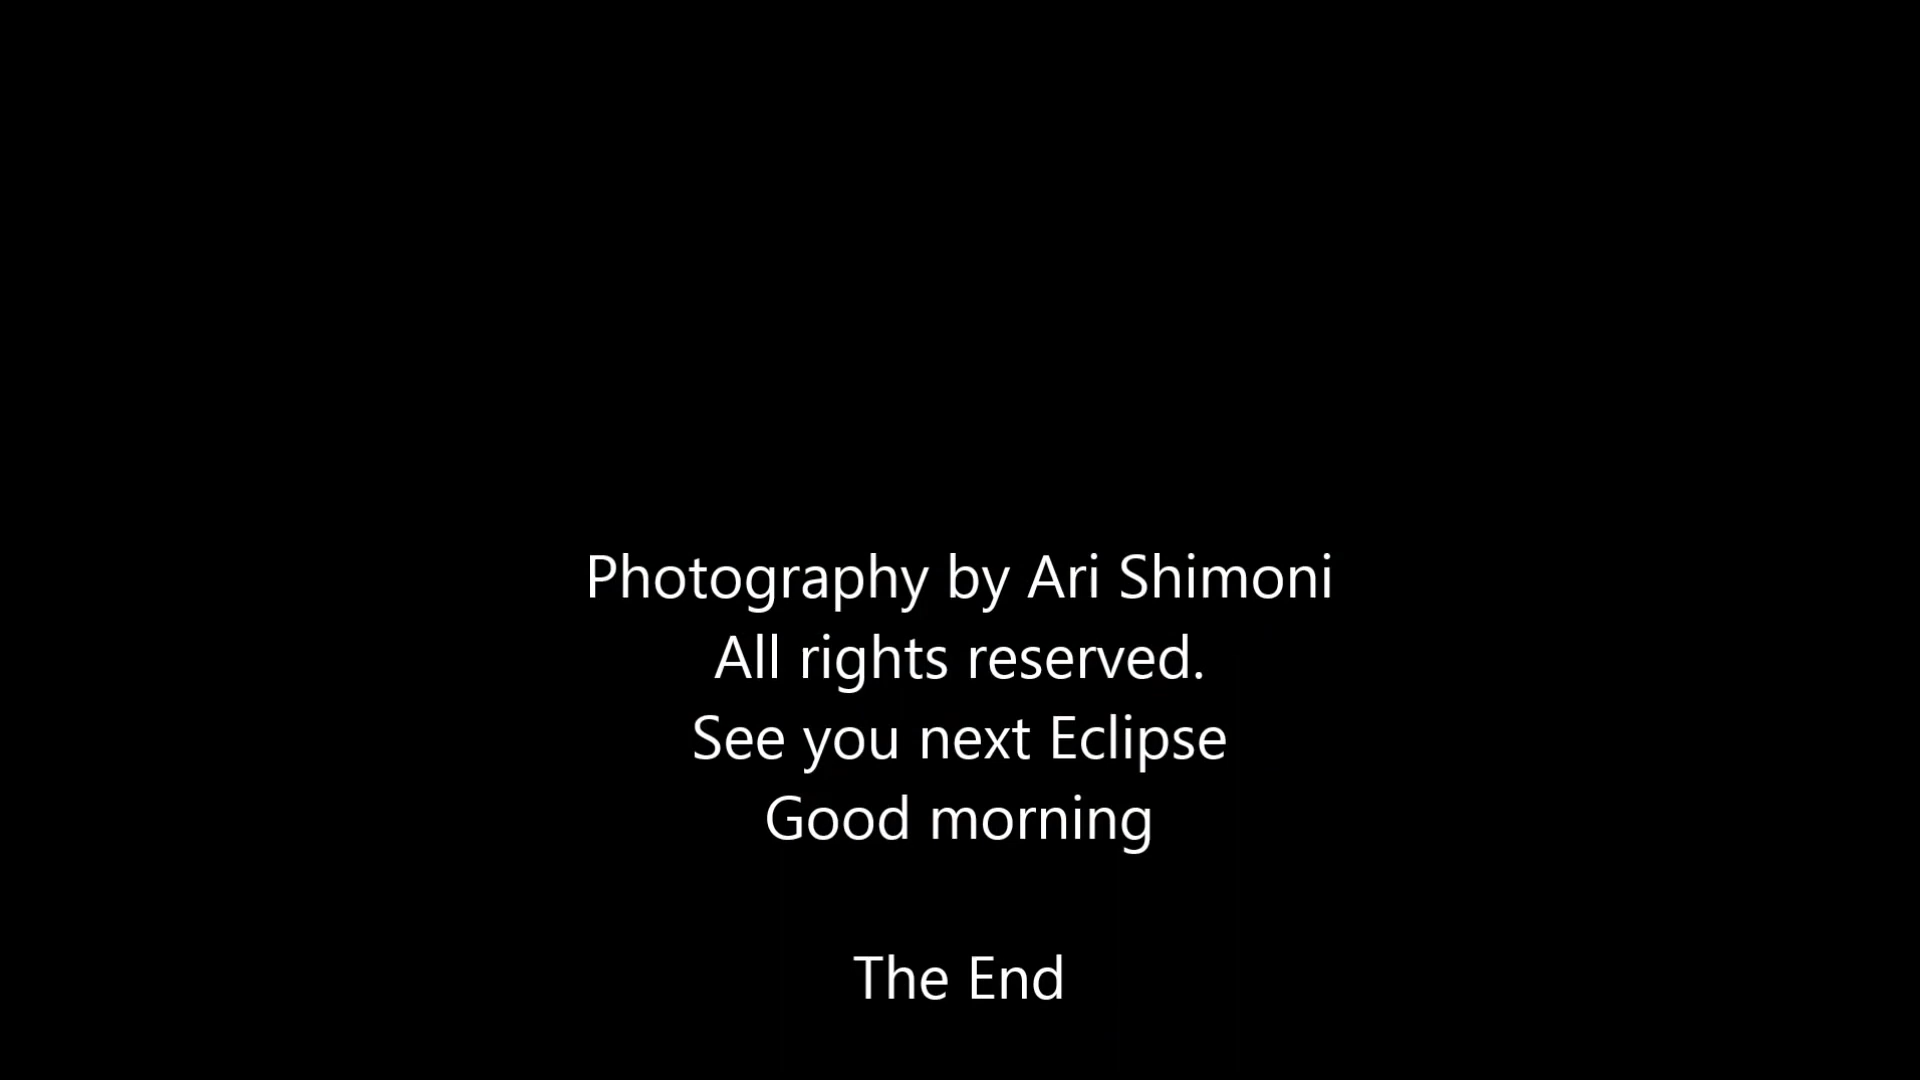 Photography by Ari Shimoni
All rights reserved.
See you next Eclipse
Good morning
The End